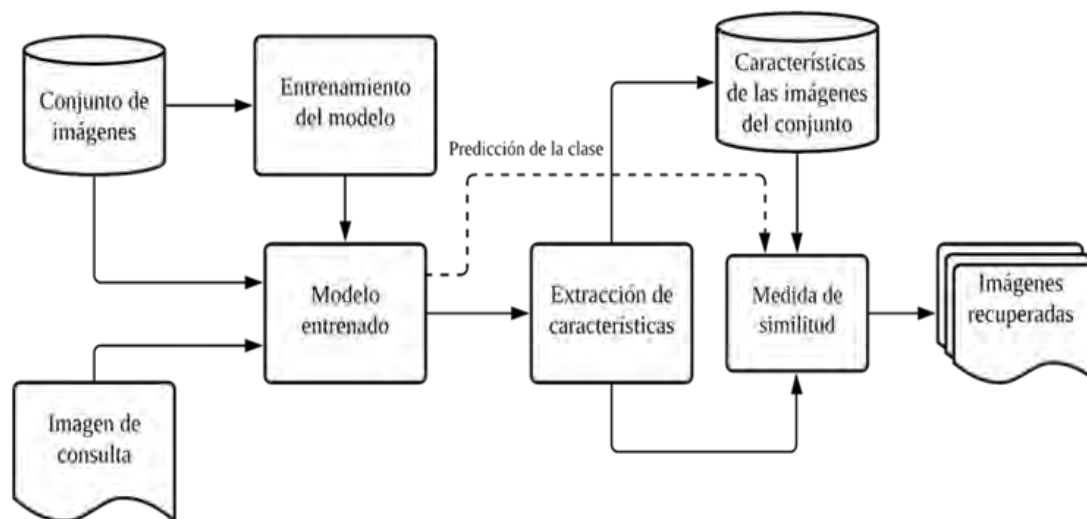 Conjunto de
imágenes
Entrenamiento
del modelo
Características
de las imágenes
del conjunto
Predicción de la clase
Modelo
entrenado
Extracción de
características
Medida de
similitud
Imágenes
recuperadas
Imagen de
consulta